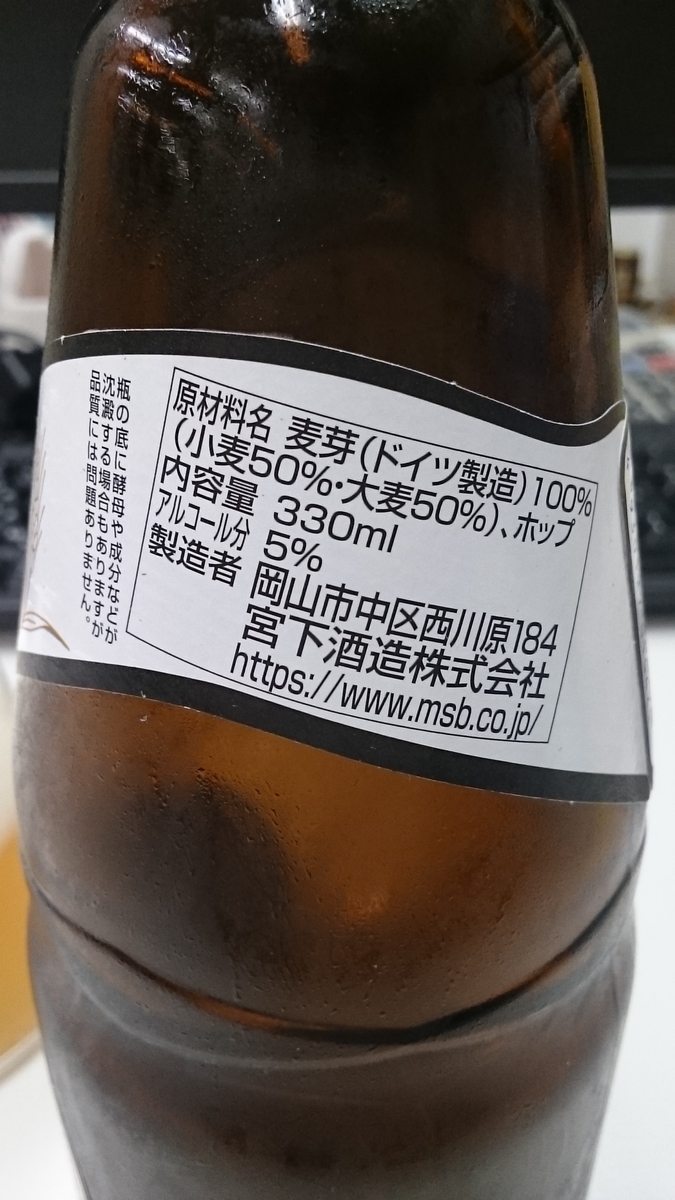 原材料名 麦芽(ドイツ製造)100%
(小麦50%・大麦50%)、ホップ
内容量 330ml
アルコール分 5%
製造者 岡山市中区西川原184
宮下酒造株式会社
https://www.msb.co.jp/
瓶の底に酵母や成分などが
沈澱する場合もありますが
品質には問題ありません。